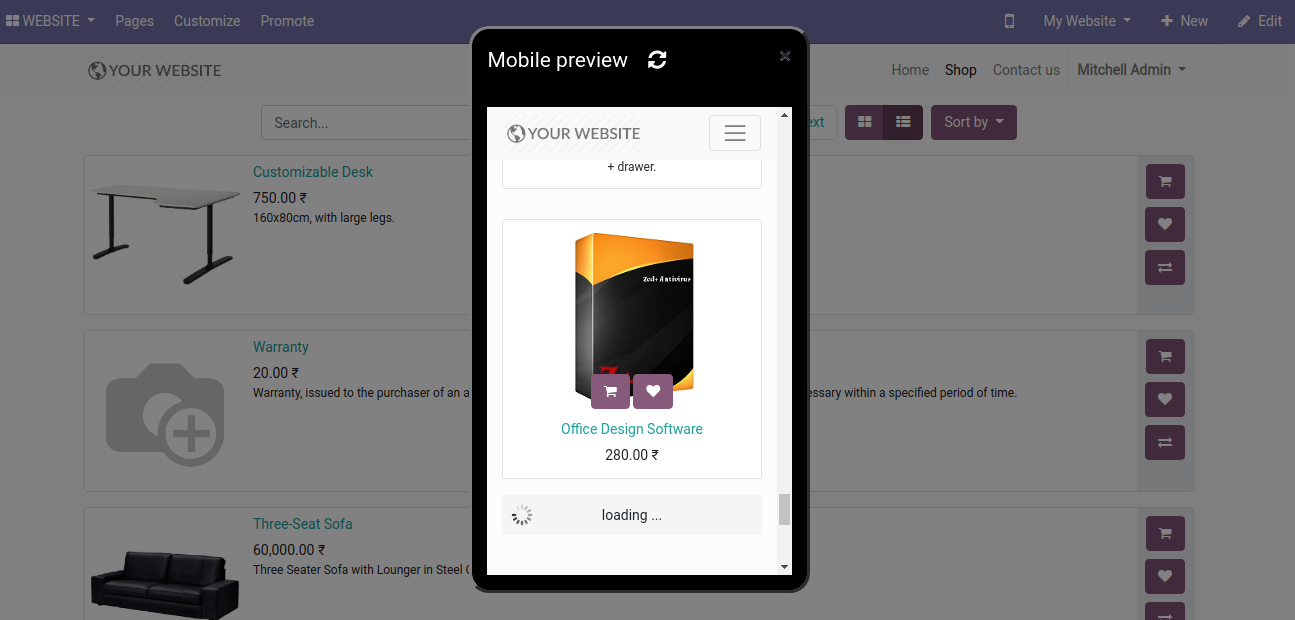 WEBSITE Pages Customize Promote My Website + New Edit
YOUR WEBSITE Home Shop Contact us Mitchell Admin
Search... ext Sort by
Customizable Desk
750.00 ₹
160x80cm, with large legs.
Warranty
20.00 ₹
Warranty, issued to the purchaser of an a
essary within a specified period of time.
Three-Seat Sofa
60,000.00 ₹
Three Seater Sofa with Lounger in Steel
Mobile preview ×
YOUR WEBSITE
+ drawer.
Zed+ Antivirus
Z
Office Design Software
280.00 ₹
loading ...